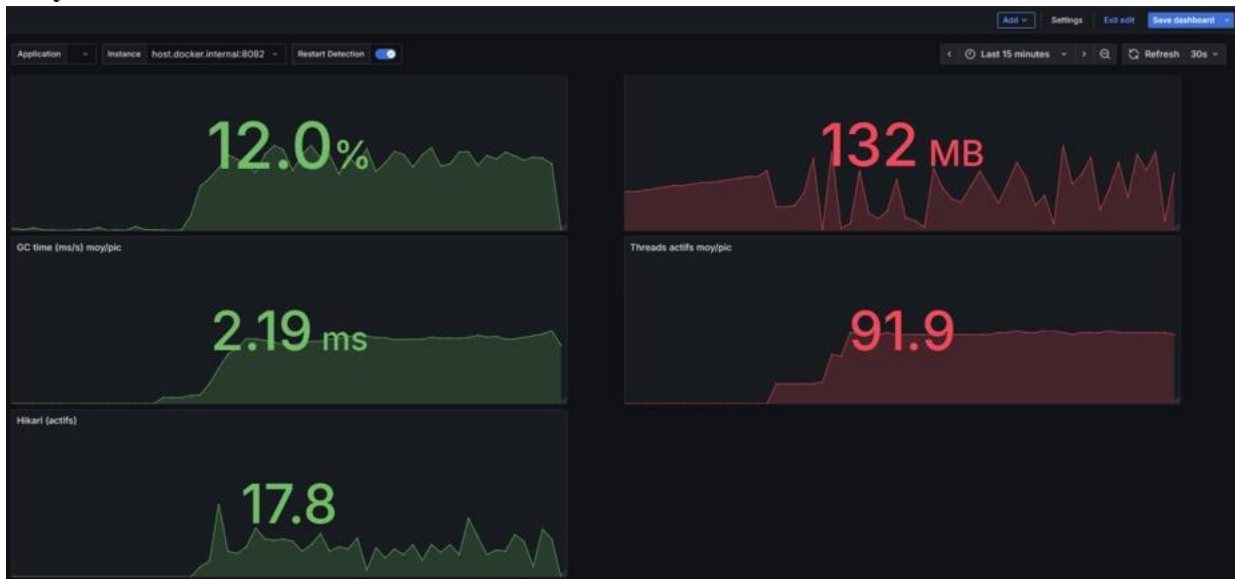 Add Settings Exit edit Save dashboard
Application Instance host.docker.internal:8082 Restart Detection Last 15 minutes Refresh 30s
12.0% 132 MB
GC time (ms/s) moy/pic Threads actifs moy/pic
2.19 ms 91.9
Hikari (actifs)
17.8